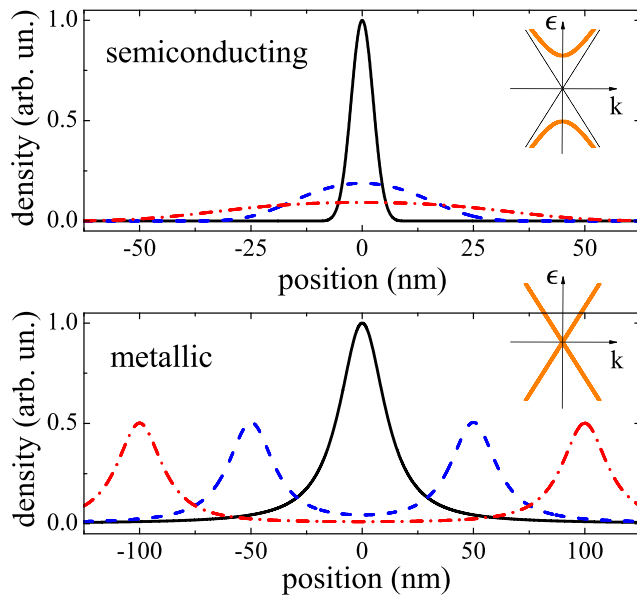 1.0
semiconducting
ϵ
k
0.5
0.0
density (arb. un.)
-50 -25 0 25 50
position (nm)
1.0
metallic
ϵ
k
0.5
0.0
density (arb. un.)
-100 -50 0 50 100
position (nm)